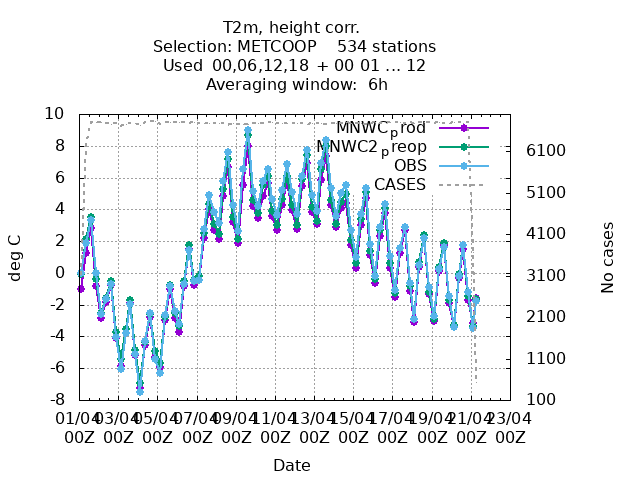 T2m, height corr.
Selection: METCOOP    534 stations
Used  00,06,12,18 + 00 01 ... 12
Averaging window:  6h
MNWCprod
MNWC2preop
OBS
CASES
deg C
10
8
6
4
2
0
-2
-4
-6
-8
6100
5100
4100
3100
2100
1100
100
No cases
01/04 03/04 05/04 07/04 09/04 11/04 13/04 15/04 17/04 19/04 21/04 23/04
00Z 00Z 00Z 00Z 00Z 00Z 00Z 00Z 00Z 00Z 00Z 00Z
Date